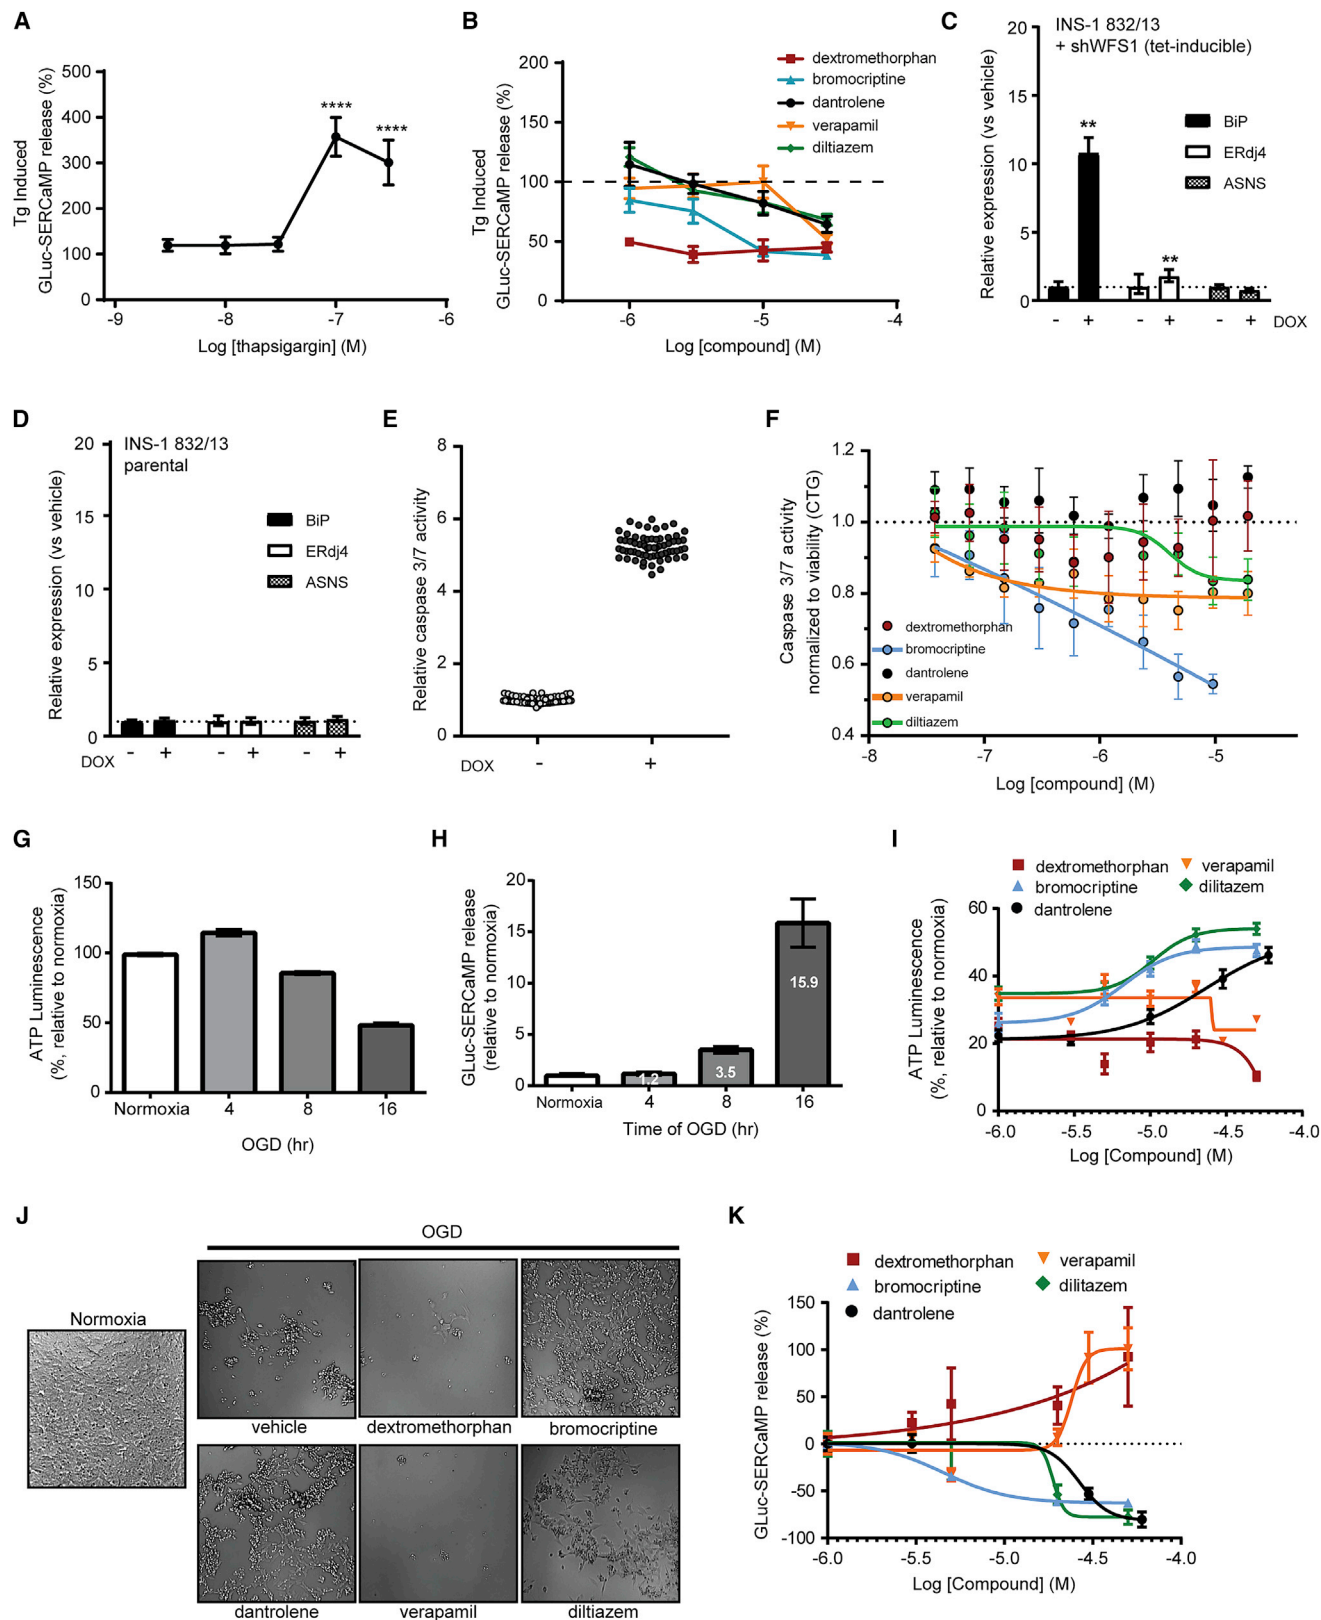 A
500
400
300
200
100
0
Tg Induced
GLuc-SERCaMP release (%)
****
****
-9
-8
-7
-6
Log [thapsigargin] (M)
B
200
150
100
50
0
Tg Induced
GLuc-SERCaMP release (%)
dextromethorphan
bromocriptine
dantrolene
verapamil
diltiazem
-6
-5
-4
Log [compound] (M)
C
INS-1 832/13
+ shWFS1 (tet-inducible)
20
15
10
5
0
Relative expression (vs vehicle)
**
**
BiP
ERdj4
ASNS
- + - + - + DOX
D
INS-1 832/13
parental
20
15
10
5
0
Relative expression (vs vehicle)
BiP
ERdj4
ASNS
DOX - + - + - +
E
8
6
4
2
0
Relative caspase 3/7 activity
DOX - +
F
1.2
1.0
0.8
0.6
0.4
Caspase 3/7 activity
normalized to viability (CTG)
dextromethorphan
bromocriptine
dantrolene
verapamil
diltiazem
-8
-7
-6
-5
Log [compound] (M)
G
150
100
50
0
ATP Luminescence
(%, relative to normoxia)
Normoxia 4 8 16
OGD (hr)
H
20
15
10
5
0
GLuc-SERCaMP release
(relative to normoxia)
1.2
3.5
15.9
Normoxia 4 8 16
Time of OGD (hr)
I
dextromethorphan
bromocriptine
dantrolene
verapamil
dilitazem
60
40
20
0
ATP Luminescence
(%, relative to normoxia)
-6.0 -5.5 -5.0 -4.5 -4.0
Log [Compound] (M)
J
OGD
Normoxia
vehicle
dextromethorphan
bromocriptine
dantrolene
verapamil
diltiazem
K
dextromethorphan
bromocriptine
dantrolene
verapamil
dilitazem
150
100
50
0
-50
-100
GLuc-SERCaMP release (%)
-6.0 -5.5 -5.0 -4.5 -4.0
Log [Compound] (M)